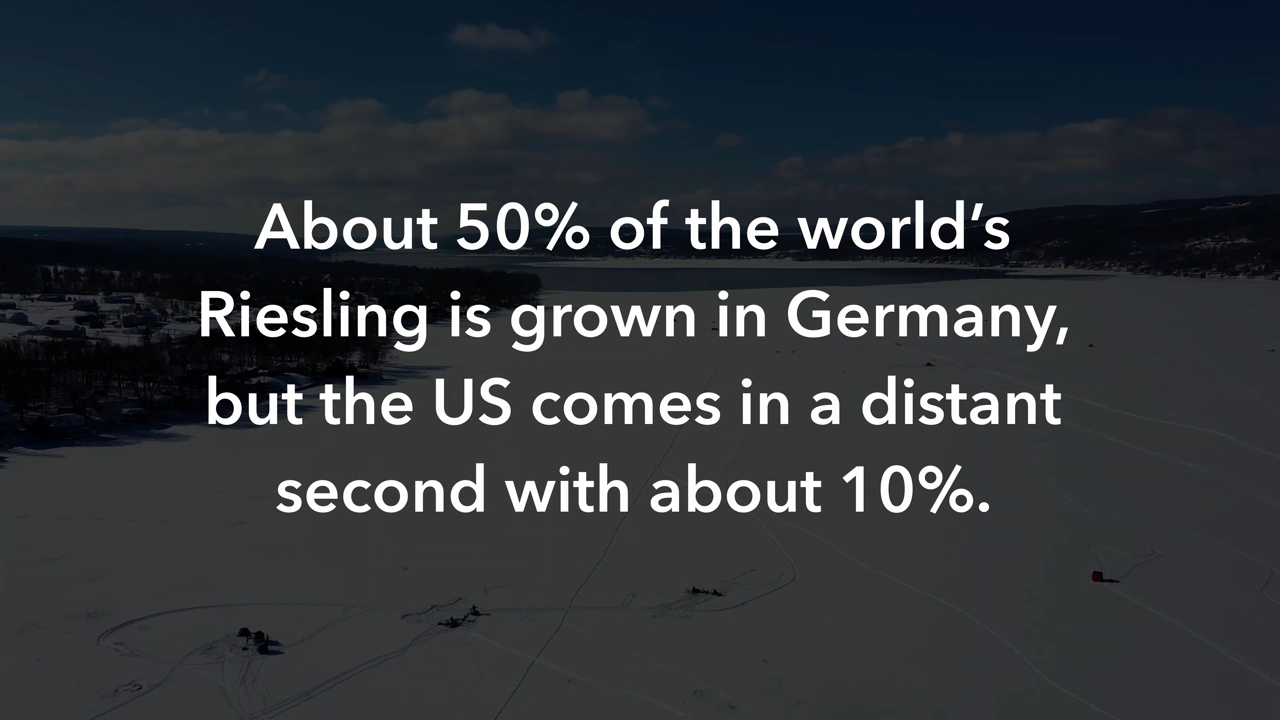 About 50% of the world’s
Riesling is grown in Germany,
but the US comes in a distant
second with about 10%.